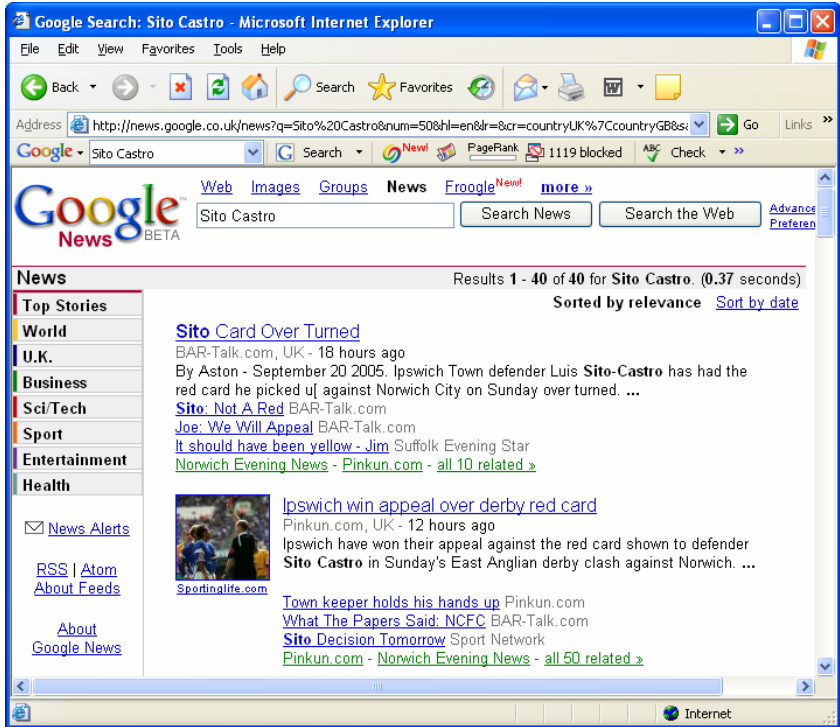 Google Search: Sito Castro - Microsoft Internet Explorer
File Edit View Favorites Tools Help
Back Search Favorites
Address http://news.google.co.uk/news?q=Sito%20Castro&num=50&hl=en&lr=&cr=countryUK%7CcountryGB&sa Go Links »
Google Sito Castro G Search New! PageRank 1119 blocked ABC Check »
Web Images Groups News Froogle New! more »
Google News BETA
Sito Castro Search News Search the Web Advance
Preferen
News Results 1 - 40 of 40 for Sito Castro. (0.37 seconds)
Sorted by relevance Sort by date
Top Stories
World
U.K.
Business
Sci/Tech
Sport
Entertainment
Health
News Alerts
RSS | Atom
About Feeds
About
Google News
Sito Card Over Turned
BAR-Talk.com, UK - 18 hours ago
By Aston - September 20 2005. Ipswich Town defender Luis Sito-Castro has had the
red card he picked u[ against Norwich City on Sunday over turned. ...
Sito: Not A Red BAR-Talk.com
Joe: We Will Appeal BAR-Talk.com
It should have been yellow - Jim Suffolk Evening Star
Norwich Evening News - Pinkun.com - all 10 related »
Sportinglife.com
Ipswich win appeal over derby red card
Pinkun.com, UK - 12 hours ago
Ipswich have won their appeal against the red card shown to defender
Sito Castro in Sunday's East Anglian derby clash against Norwich. ...
Town keeper holds his hands up Pinkun.com
What The Papers Said: NCFC BAR-Talk.com
Sito Decision Tomorrow Sport Network
Pinkun.com - Norwich Evening News - all 50 related »
Internet